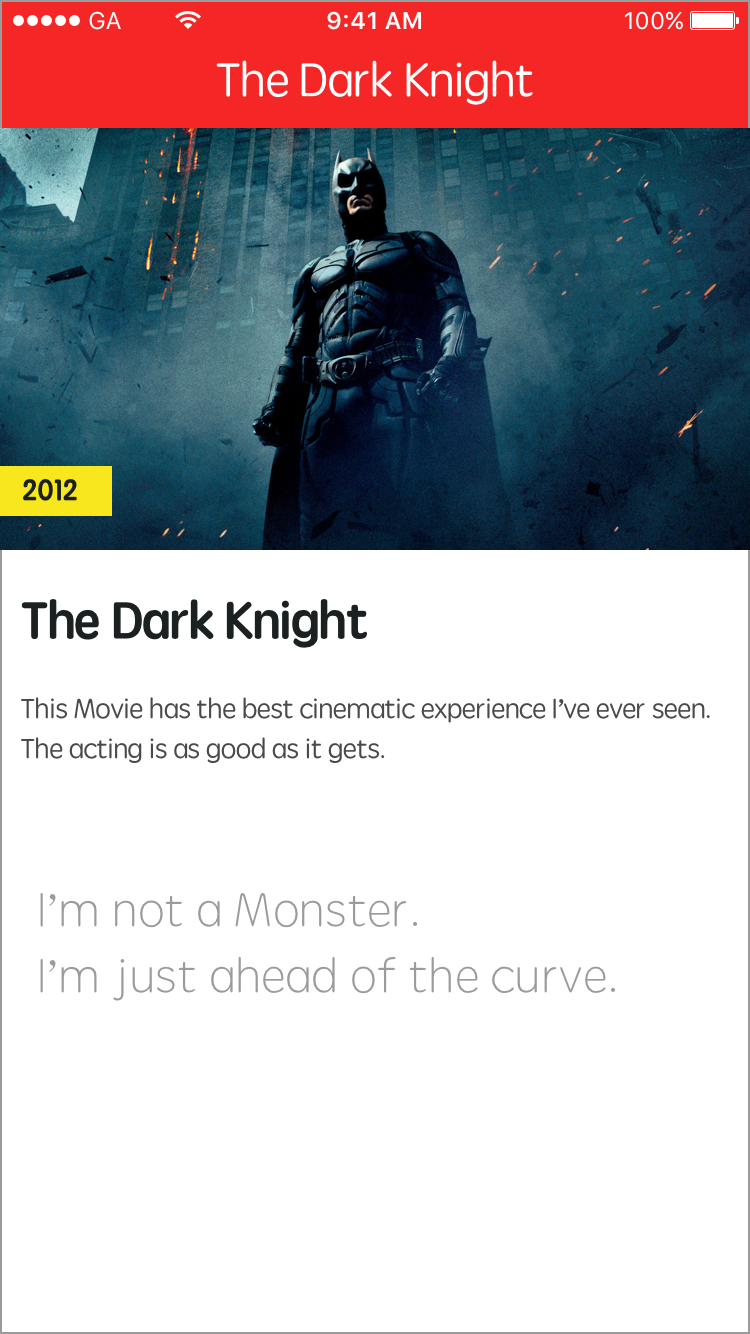 GA 9:41 AM 100%
The Dark Knight
2012
The Dark Knight
This Movie has the best cinematic experience I’ve ever seen.
The acting is as good as it gets.
I’m not a Monster.
I’m just ahead of the curve.